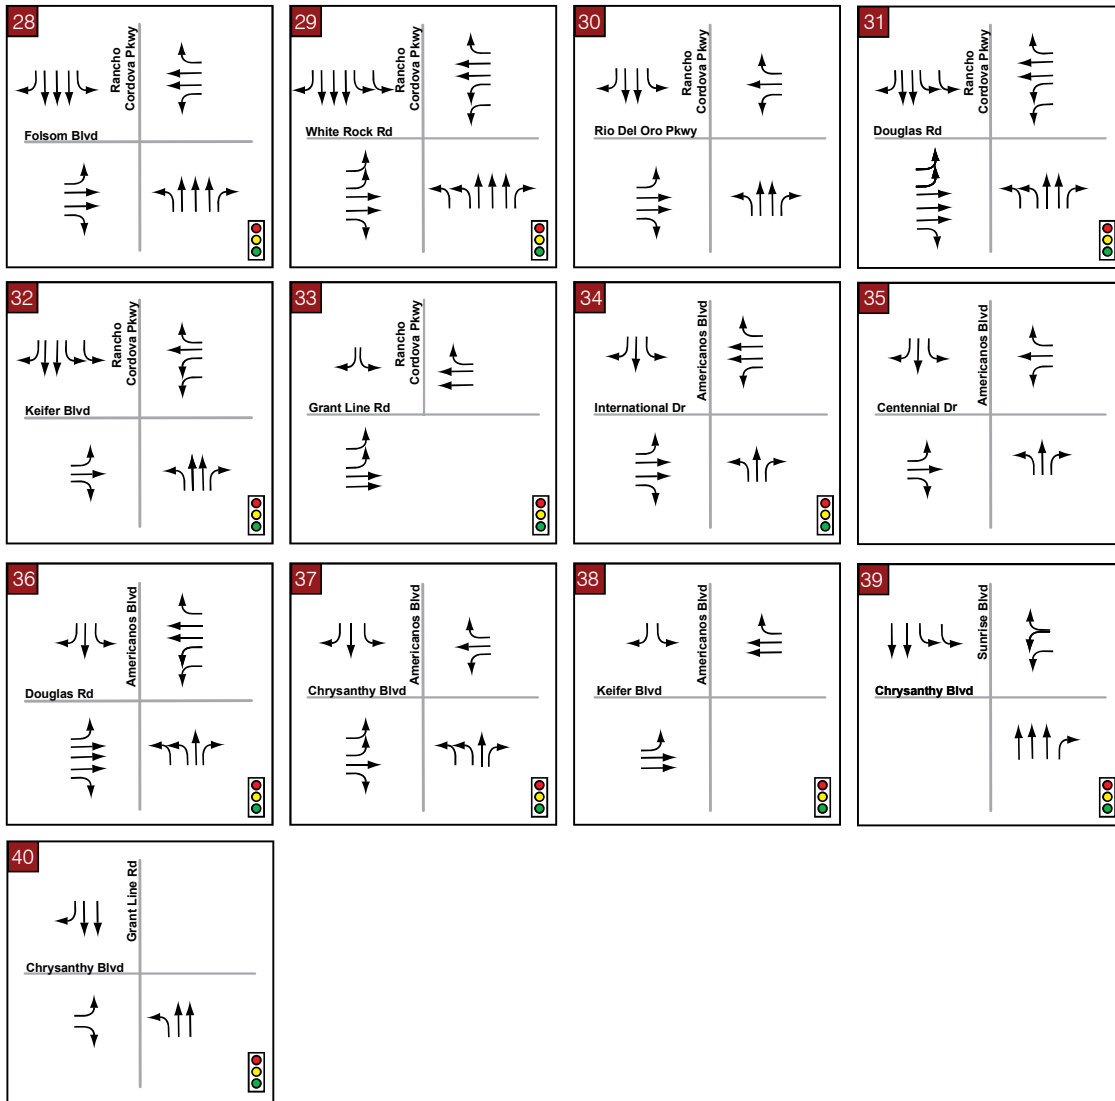 28
Rancho
Cordova Pkwy
Folsom Blvd
29
Rancho
Cordova Pkwy
White Rock Rd
30
Rancho
Cordova Pkwy
Rio Del Oro Pkwy
31
Rancho
Cordova Pkwy
Douglas Rd
32
Rancho
Cordova Pkwy
Keifer Blvd
33
Rancho
Cordova Pkwy
Grant Line Rd
34
Americanos Blvd
International Dr
35
Americanos Blvd
Centennial Dr
36
Americanos Blvd
Douglas Rd
37
Americanos Blvd
Chrysanthy Blvd
38
Americanos Blvd
Keifer Blvd
39
Sunrise Blvd
Chrysanthy Blvd
40
Grant Line Rd
Chrysanthy Blvd